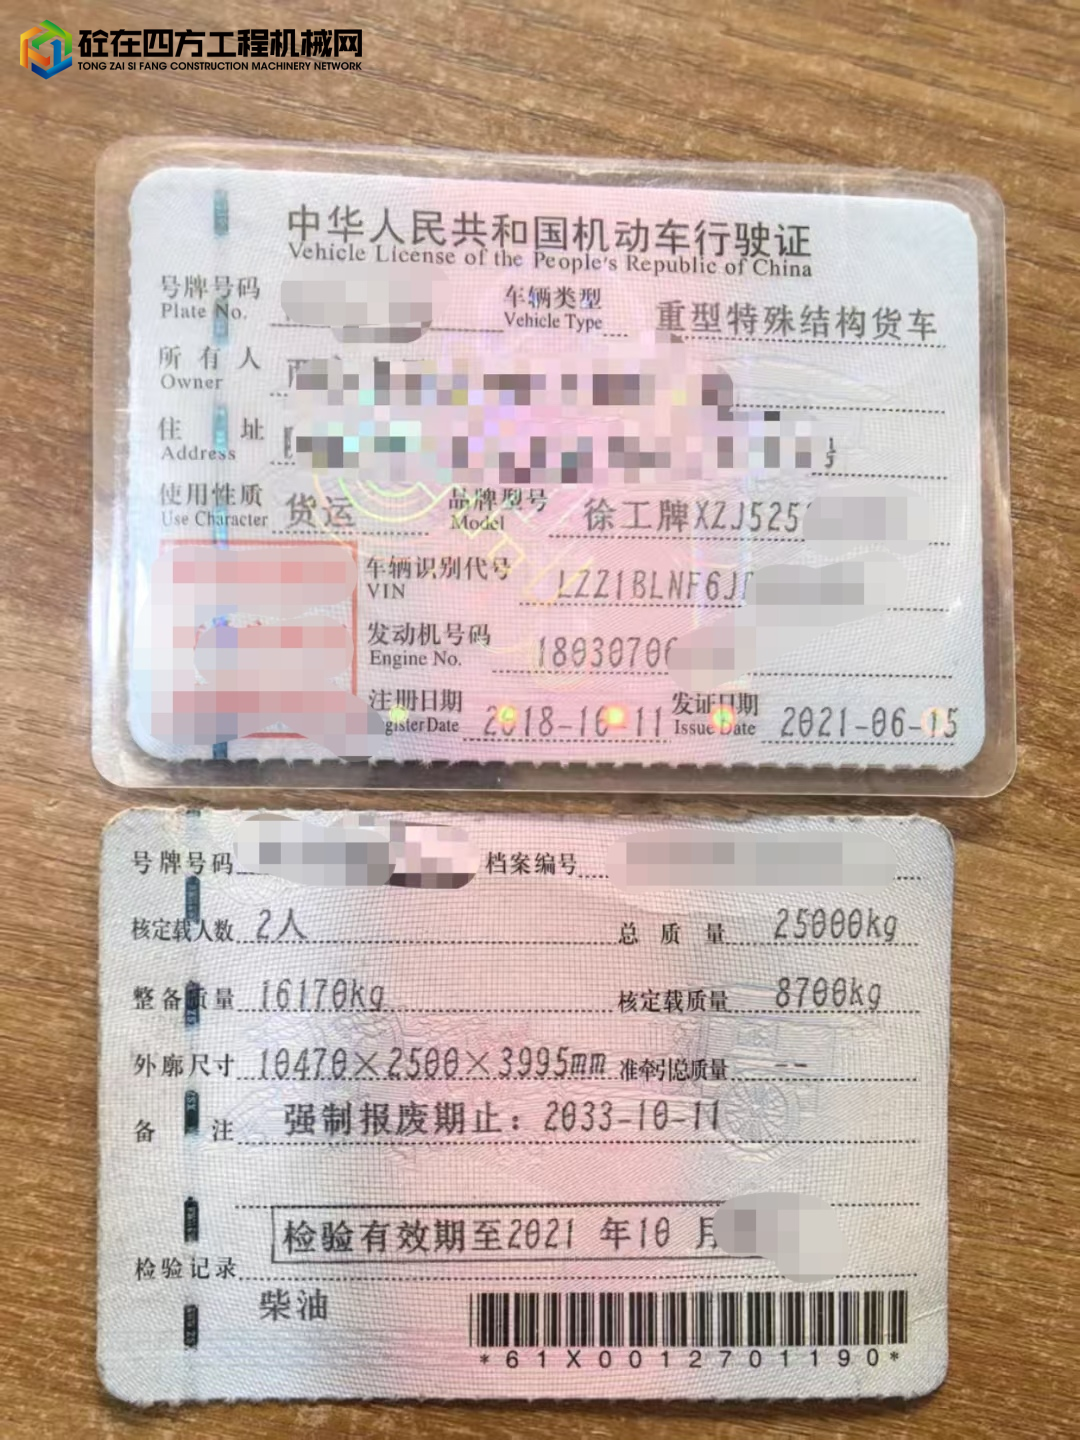 砼在四方工程机械网
TONG ZAI SI FANG CONSTRUCTION MACHINERY NETWORK
中华人民共和国机动车行驶证
Vehicle License of the People's Republic of China
号牌号码 车辆类型 重型特殊结构货车
Plate No. Vehicle Type
所有人
Owner
住址
Address
使用性质 货运 品牌型号 徐工牌XZJ525
Use Character Model
车辆识别代号 LZZ1BLNF6J
VIN
发动机号码 1803070
Engine No.
注册日期 2018-10-11 发证日期 2021-06-15
gisterDate Issue Date
号牌号码 档案编号
核定载人数 2人 总质量 25000kg
整备质量 16170kg 核定载质量 8700kg
外廓尺寸 10470×2500×3995mm 准牵引总质量 --
备注 强制报废期止：2033-10-11
检验有效期至2021 年10 月
检验记录
柴油
*61X0012701190*